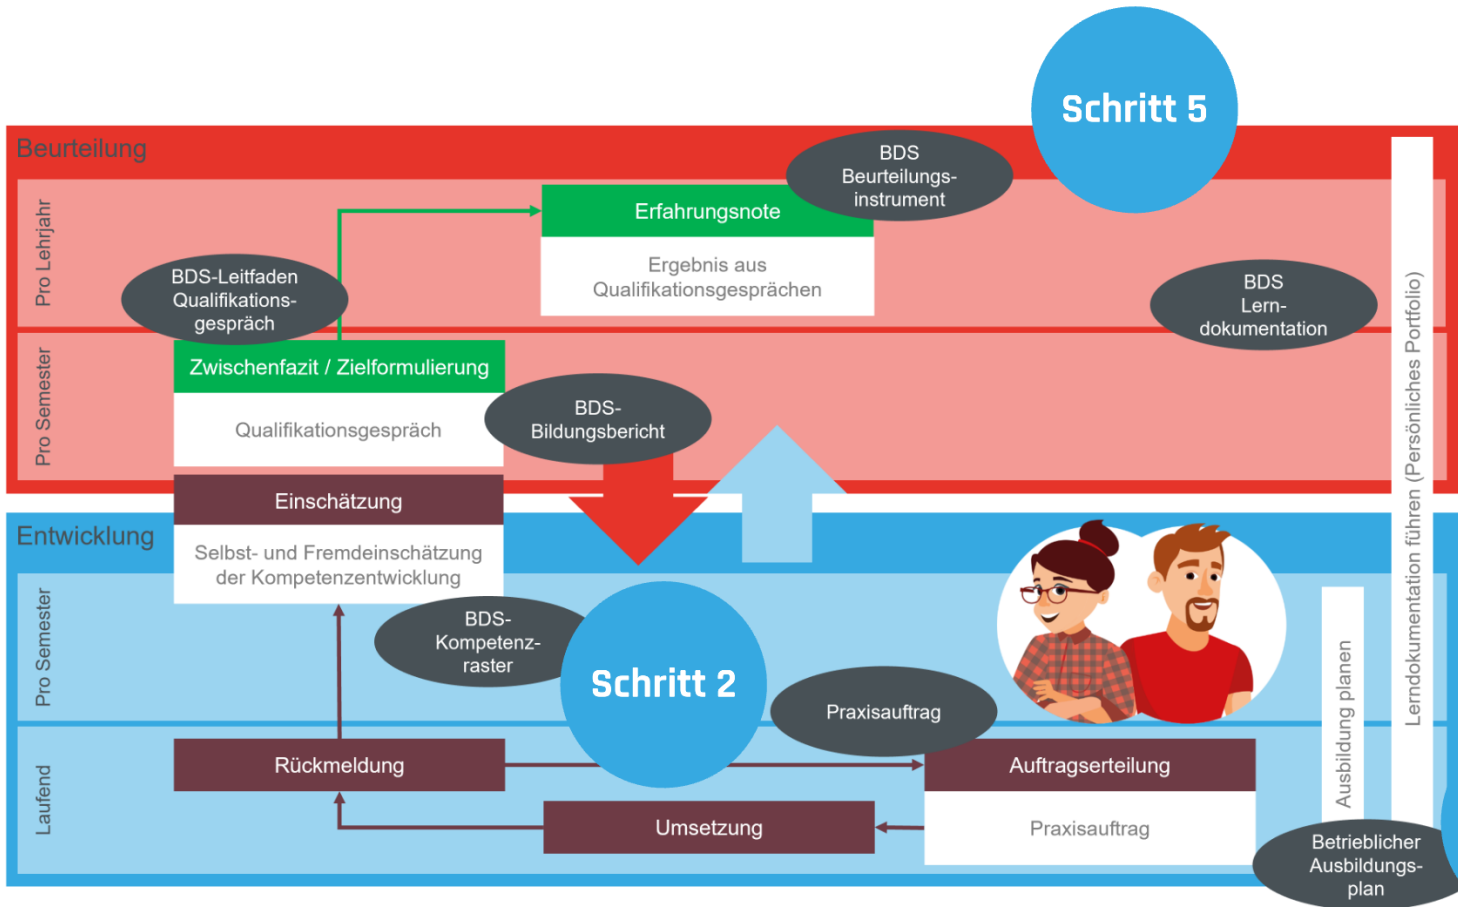 Schritt 5
Beurteilung
BDS
Beurteilungs-
instrument
Pro Lehrjahr
Erfahrungsnote
Ergebnis aus
Qualifikationsgesprächen
BDS-Leitfaden
Qualifikations-
gespräch
BDS
Lern-
dokumentation
Pro Semester
Zwischenfazit / Zielformulierung
Qualifikationsgespräch
BDS-
Bildungsbericht
Einschätzung
Selbst- und Fremdeinschätzung
der Kompetenzentwicklung
Entwicklung
Pro Semester
BDS-
Kompetenz-
raster
Schritt 2
Praxisauftrag
Laufend
Rückmeldung
Auftragserteilung
Praxisauftrag
Umsetzung
Ausbildung planen
Lerndokumentation führen (Persönliches Portfolio)
Betrieblicher
Ausbildungs-
plan